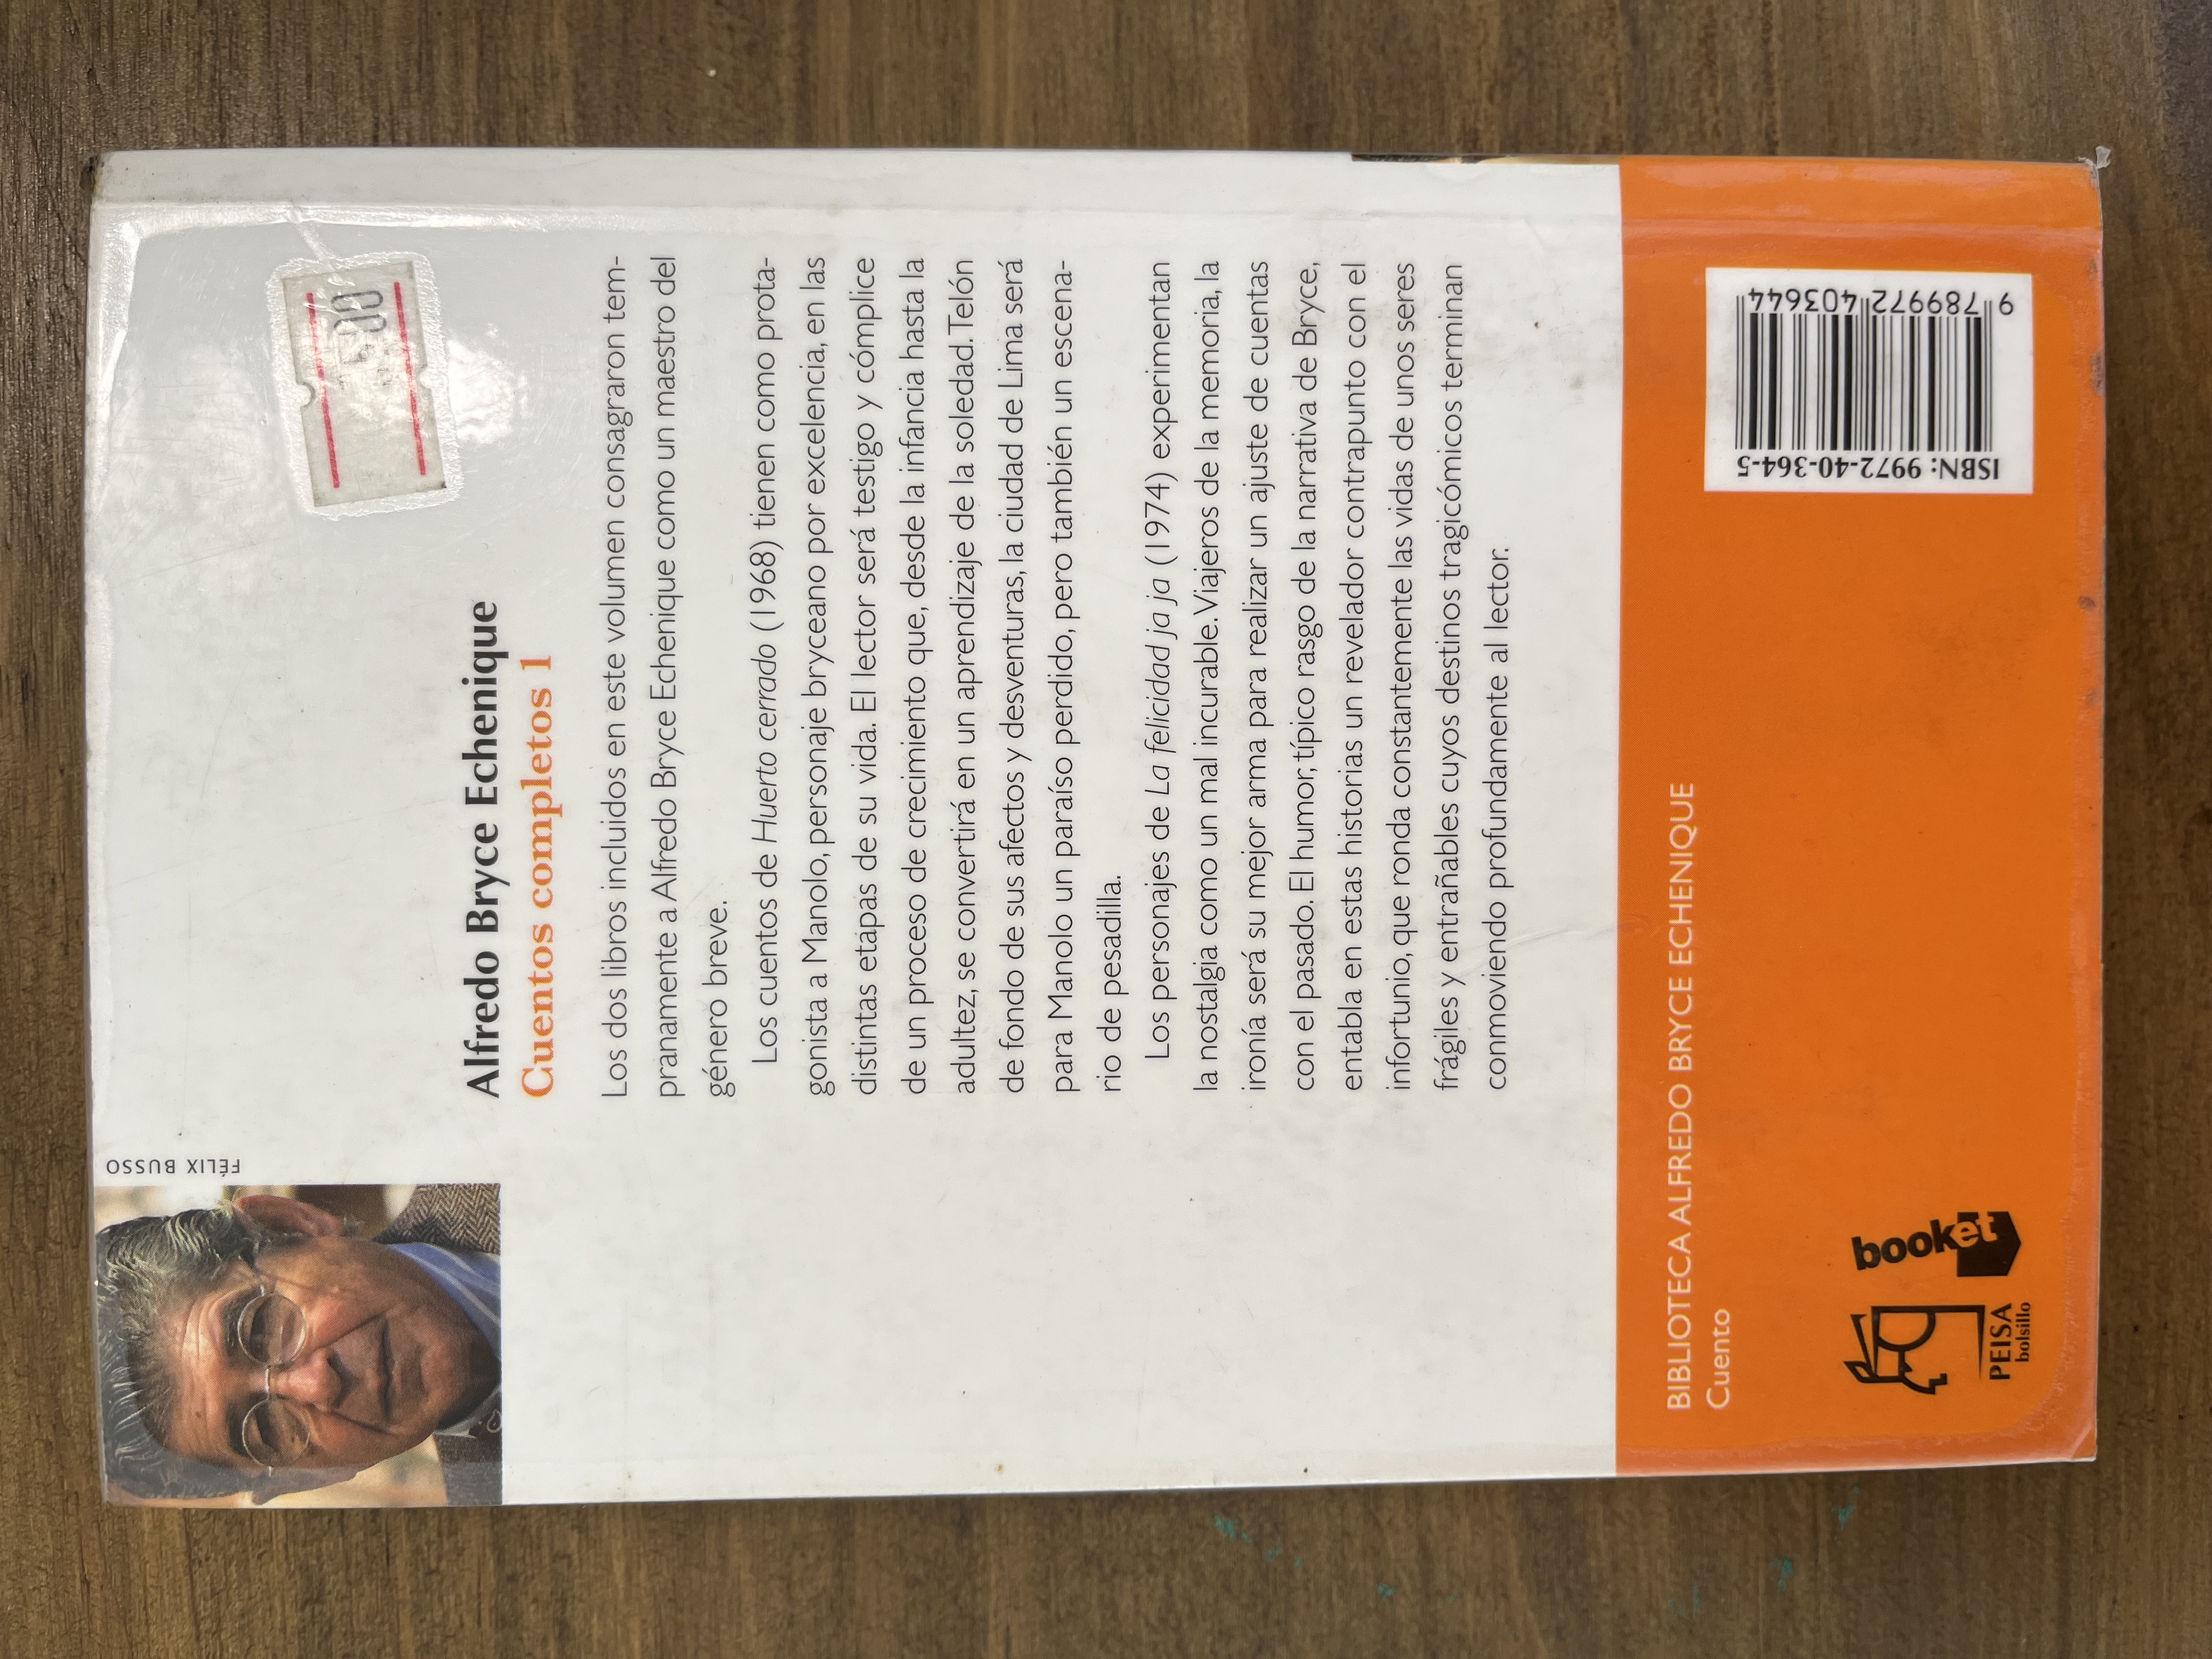 FÉLIX BUSSO
Alfredo Bryce Echenique
Cuentos completos 1
Los dos libros incluidos en este volumen consagraron tem-
pranamente a Alfredo Bryce Echenique como un maestro del
género breve.
Los cuentos de Huerto cerrado (1968) tienen como prota-
gonista a Manolo, personaje bryceano por excelencia, en las
distintas etapas de su vida. El lector será testigo y cómplice
de un proceso de crecimiento que, desde la infancia hasta la
adultez, se convertirá en un aprendizaje de la soledad. Telón
de fondo de sus afectos y desventuras, la ciudad de Lima será
para Manolo un paraíso perdido, pero también un escena-
rio de pesadilla.
Los personajes de La felicidad ja ja (1974) experimentan
la nostalgia como un mal incurable. Viajeros de la memoria, la
ironía será su mejor arma para realizar un ajuste de cuentas
con el pasado. El humor, típico rasgo de la narrativa de Bryce,
entabla en estas historias un revelador contrapunto con el
infortunio, que ronda constantemente las vidas de unos seres
frágiles y entrañables cuyos destinos tragicómicos terminan
conmoviendo profundamente al lector.
BIBLIOTECA ALFREDO BRYCE ECHENIQUE
Cuento
PEISA
bolsillo
booket
ISBN: 9972-40-364-5
9 789972 403644